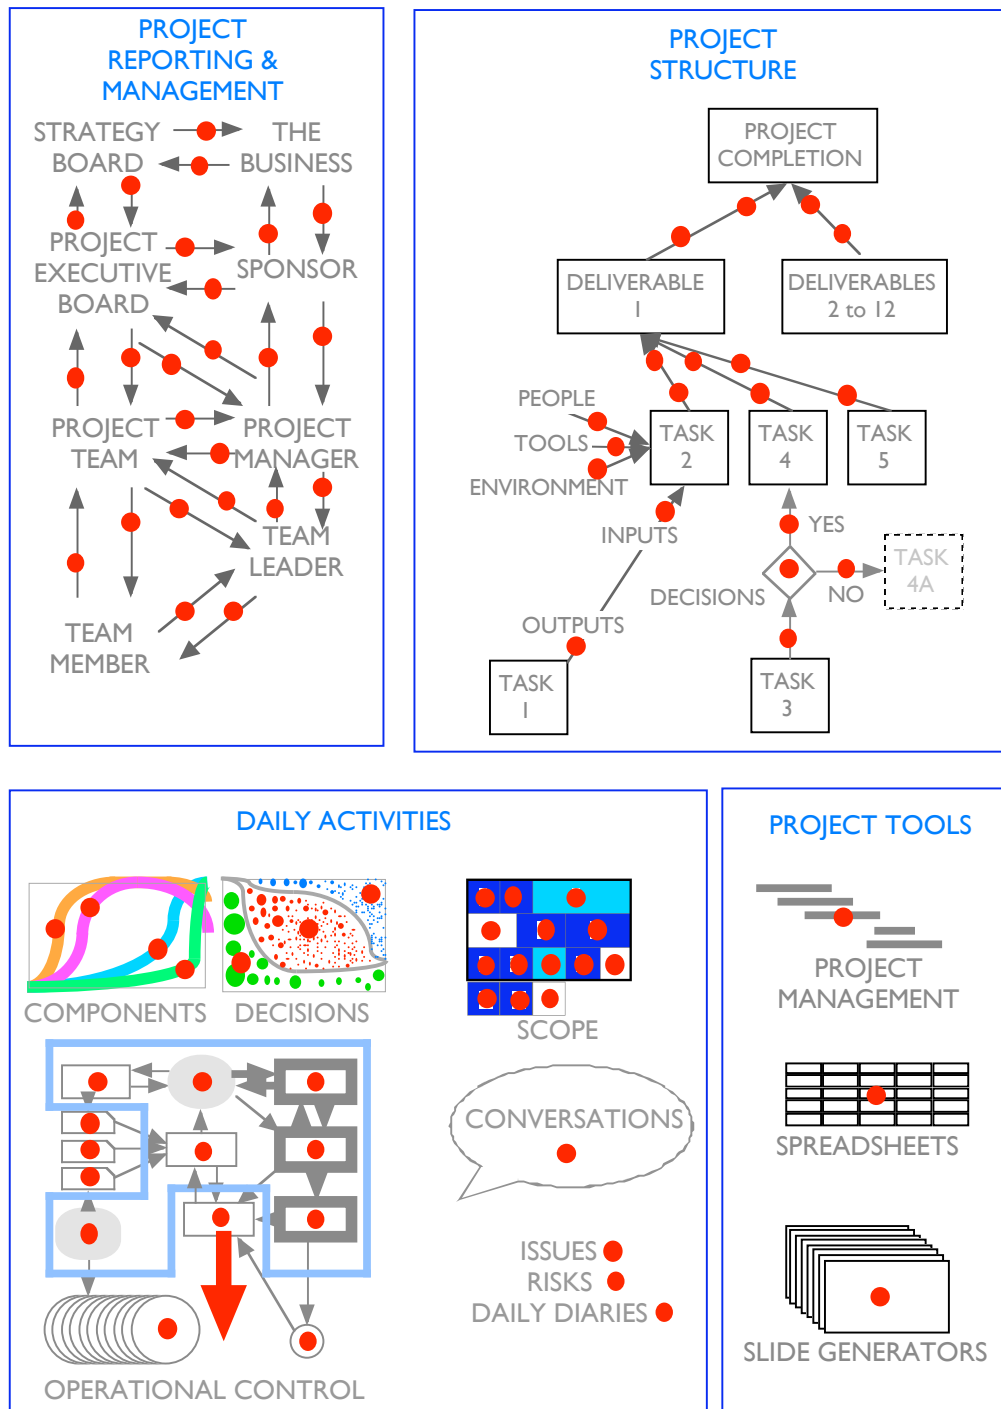 PROJECT
REPORTING &
MANAGEMENT
STRATEGY
BOARD
THE
BUSINESS
PROJECT
EXECUTIVE
BOARD
SPONSOR
PROJECT
TEAM
PROJECT
MANAGER
TEAM
LEADER
TEAM
MEMBER
PROJECT
STRUCTURE
PROJECT
COMPLETION
DELIVERABLE
1
DELIVERABLES
2 to 12
PEOPLE
TOOLS
ENVIRONMENT
TASK
2
TASK
4
TASK
5
INPUTS
YES
DECISIONS
NO
TASK
4A
OUTPUTS
TASK
1
TASK
3
DAILY ACTIVITIES
COMPONENTS
DECISIONS
SCOPE
CONVERSATIONS
ISSUES
RISKS
DAILY DIARIES
OPERATIONAL CONTROL
PROJECT TOOLS
PROJECT
MANAGEMENT
SPREADSHEETS
SLIDE GENERATORS